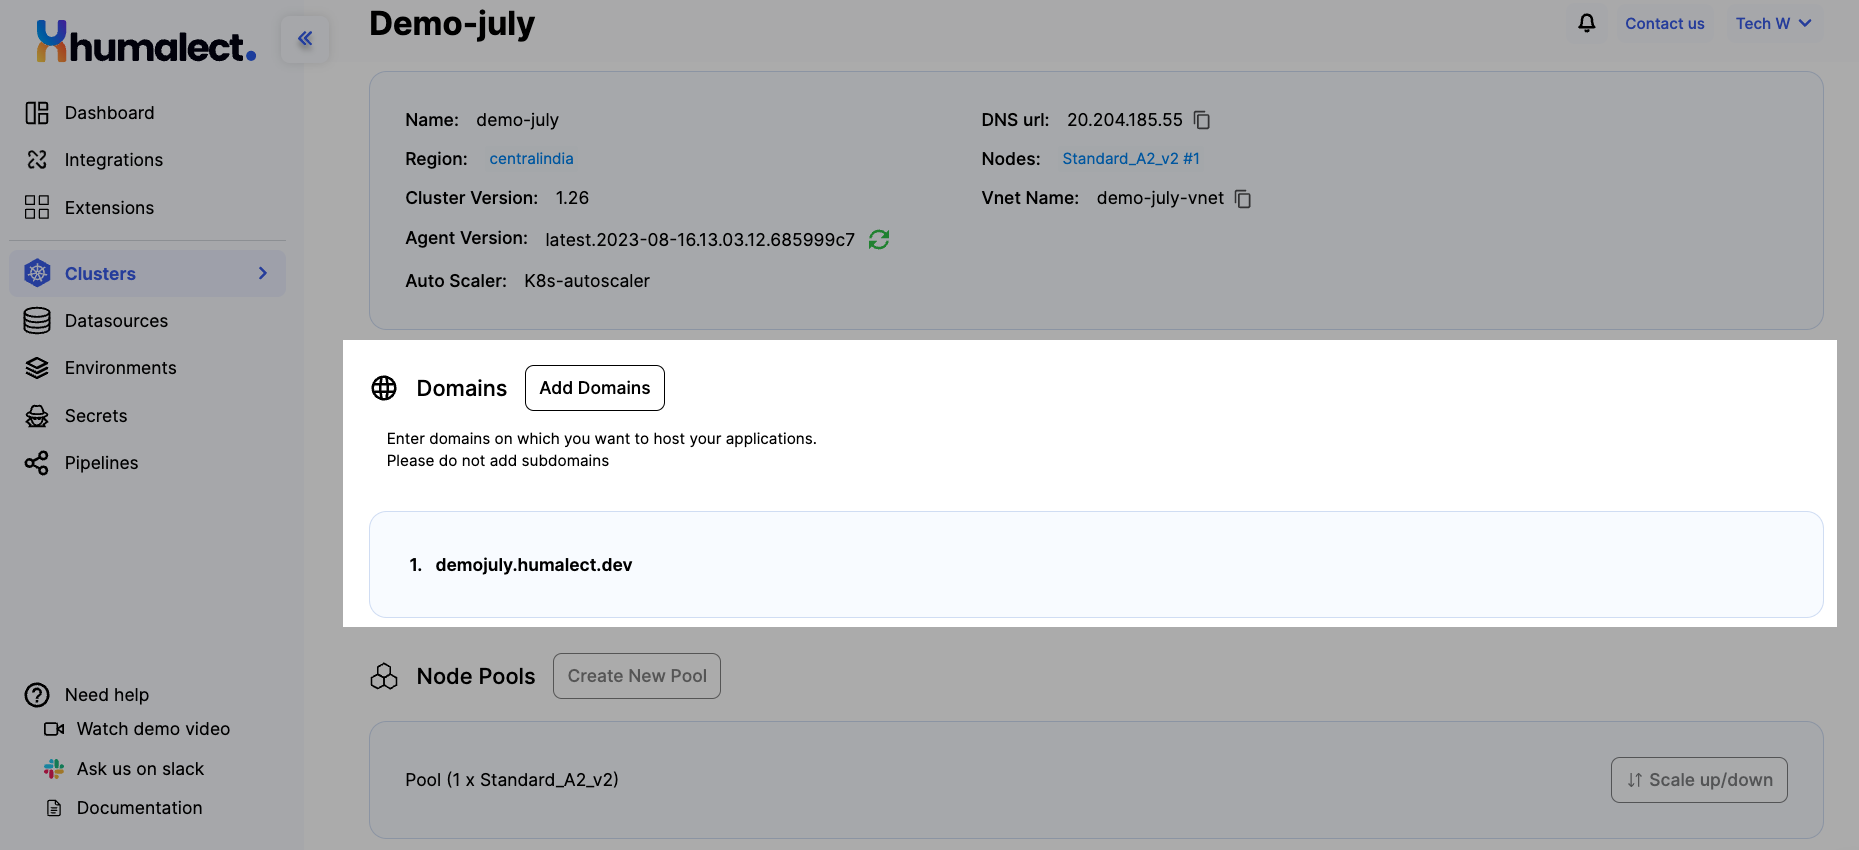 humalect.
Demo-july
Contact us
Tech W
Dashboard
Integrations
Extensions
Clusters
Datasources
Environments
Secrets
Pipelines
Need help
Watch demo video
Ask us on slack
Documentation
Name: demo-july
Region: centralindia
Cluster Version: 1.26
Agent Version: latest.2023-08-16.13.03.12.685999c7
Auto Scaler: K8s-autoscaler
DNS url: 20.204.185.55
Nodes: Standard_A2_v2 #1
Vnet Name: demo-july-vnet
Domains
Add Domains
Enter domains on which you want to host your applications.
Please do not add subdomains
1. demojuly.humalect.dev
Node Pools
Create New Pool
Pool (1 x Standard_A2_v2)
Scale up/down